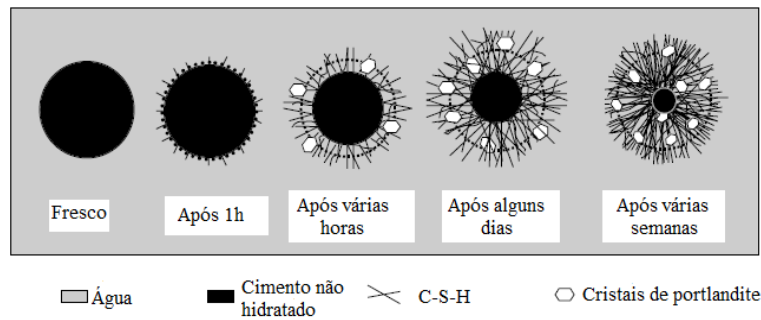 Fresco
Após 1h
Após várias
horas
Após alguns
dias
Após várias
semanas
Água
Cimento não
hidratado
C-S-H
Cristais de portlandite